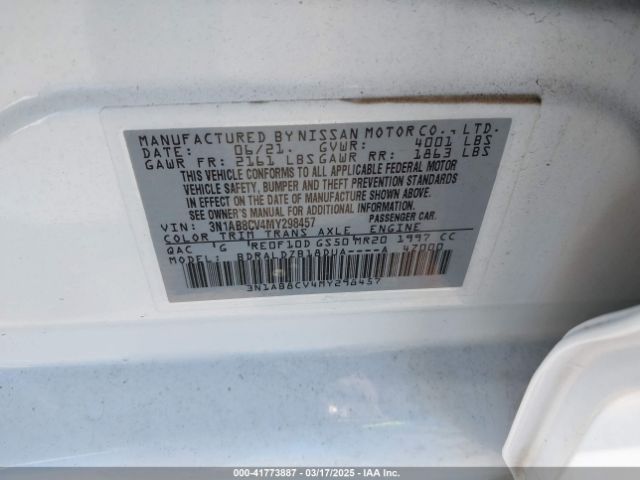 MANUFACTURED BY NISSAN MOTOR CO., LTD.
DATE: 06/21. GVWR: 4001 LBS
GAWR FR: 2161 LBS GAWR RR: 1863 LBS
THIS VEHICLE CONFORMS TO ALL APPLICABLE FEDERAL MOTOR
VEHICLE SAFETY, BUMPER AND THEFT PREVENTION STANDARDS
IN EFFECT ON THE DATE OF MANUFACTURE SHOWN ABOVE.
SEE OWNER'S MANUAL FOR ADDITIONAL INFORMATION
VIN: 3N1AB8CV4MY298457 PASSENGER CAR
COLOR TRIM TRANS AXLE ENGINE
QAC G RE0F10D GS50 MR20 1997 CC
MODEL BDRALDZB18DUA----A 47000
3N1AB8CV4MY298457
000-41773887 - 03/17/2025 - IAA Inc.